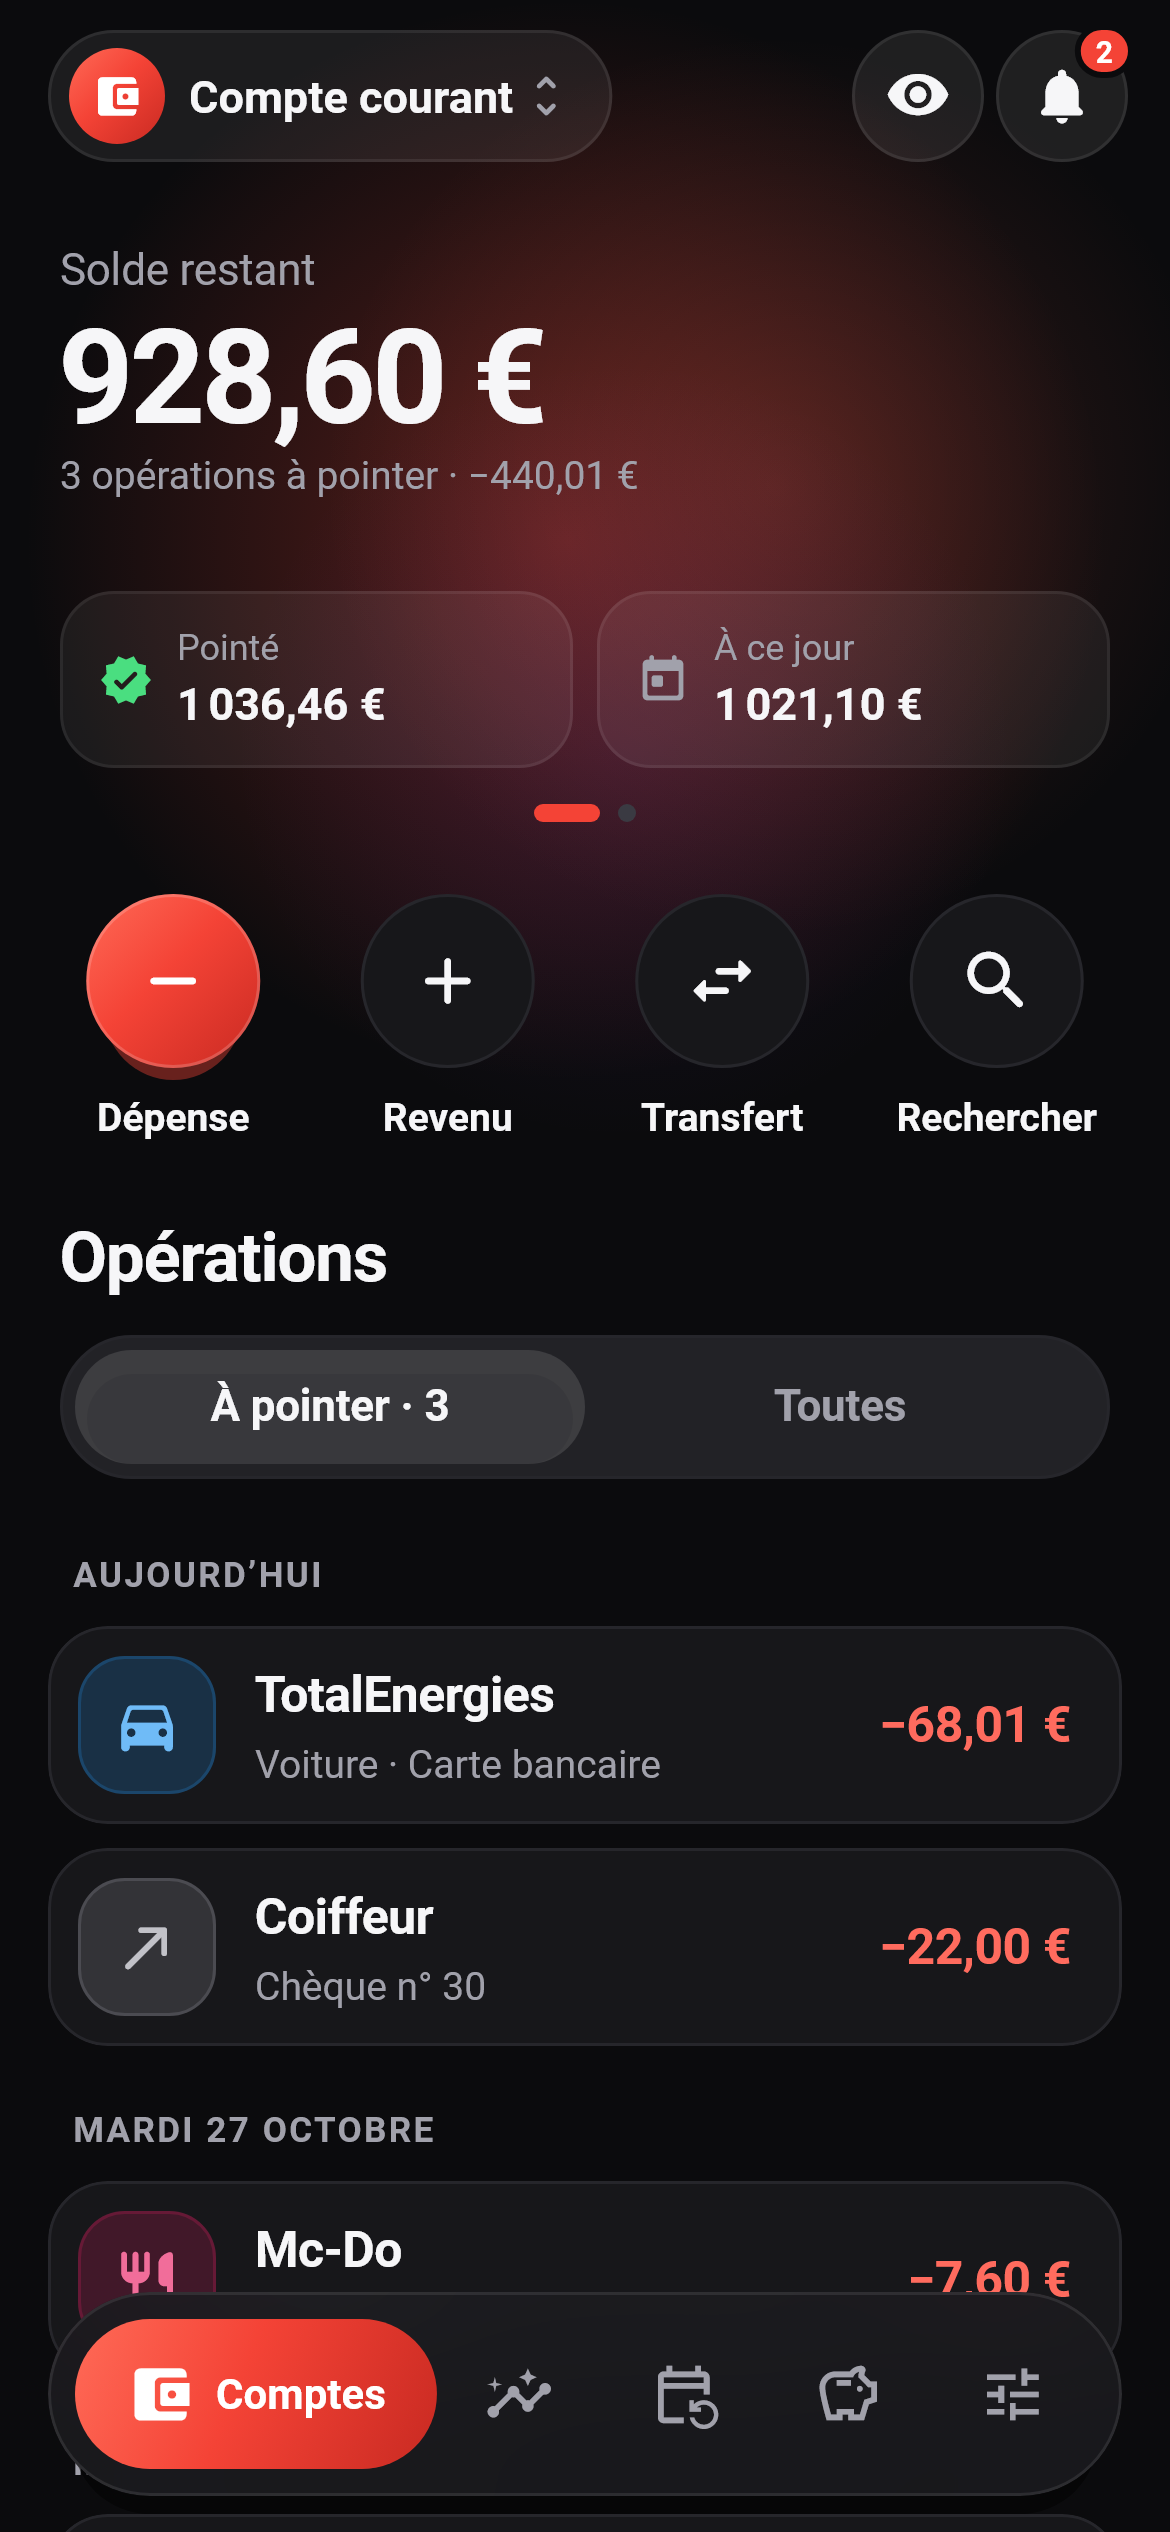 Compte courant
2
Solde restant
928,60 €
3 opérations à pointer · −440,01 €
Pointé
1 036,46 €
À ce jour
1 021,10 €
Dépense
Revenu
Transfert
Rechercher
Opérations
À pointer · 3
Toutes
AUJOURD’HUI
TotalEnergies
Voiture · Carte bancaire
−68,01 €
Coiffeur
Chèque n° 30
−22,00 €
MARDI 27 OCTOBRE
Mc-Do
−7,60 €
Comptes